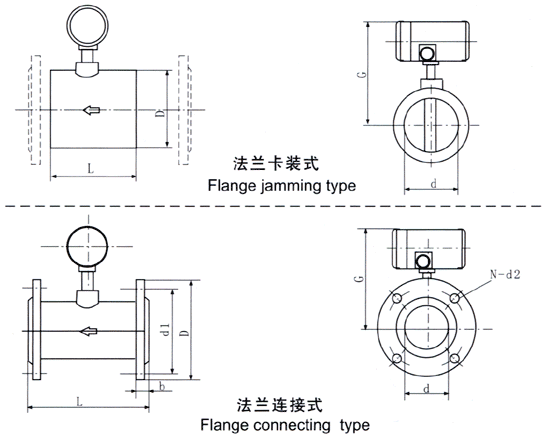 G
D
L
d
法兰卡装式
Flange jamming type
G
N-d2
d1
D
b
L
d
法兰连接式
Flange connecting type